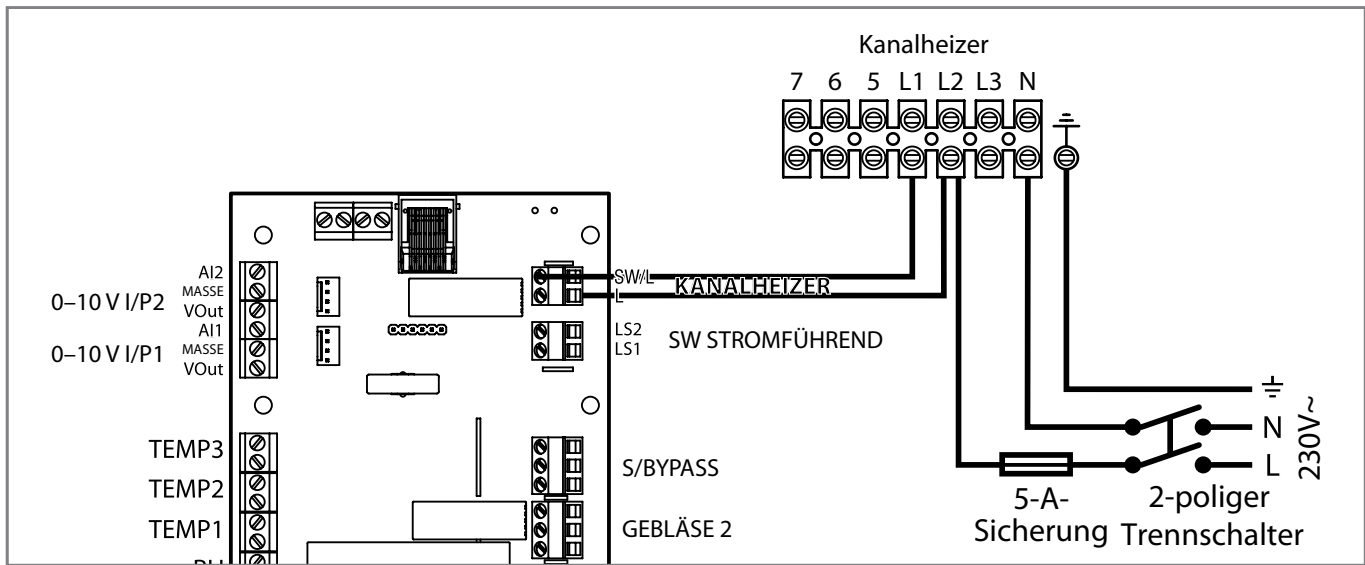 Kanalheizer
7 6 5 L1 L2 L3 N
AI2
MASSE
VOut
AI1
MASSE
VOut
0–10 V I/P2
0–10 V I/P1
SW/L
L
KANALHEIZER
LS2
LS1
SW STROMFÜHREND
TEMP3
TEMP2
TEMP1
S/BYPASS
GEBLÄSE 2
N
L
230V~
5-A-
Sicherung
2-poliger
Trennschalter